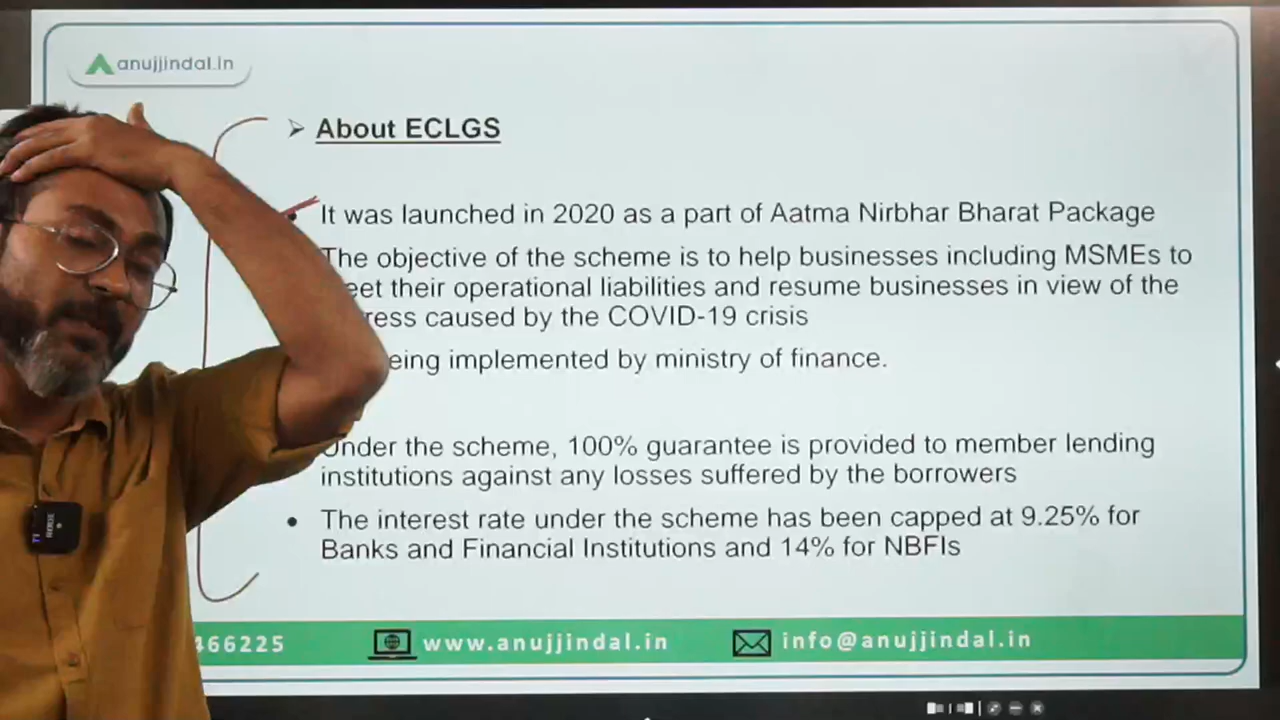 anujjindal.in
About ECLGS
It was launched in 2020 as a part of Aatma Nirbhar Bharat Package
The objective of the scheme is to help businesses including MSMEs to
eet their operational liabilities and resume businesses in view of the
ress caused by the COVID-19 crisis
eing implemented by ministry of finance.
Under the scheme, 100% guarantee is provided to member lending
institutions against any losses suffered by the borrowers
The interest rate under the scheme has been capped at 9.25% for
Banks and Financial Institutions and 14% for NBFIs
466225 www.anujjindal.in info@anujjindal.in